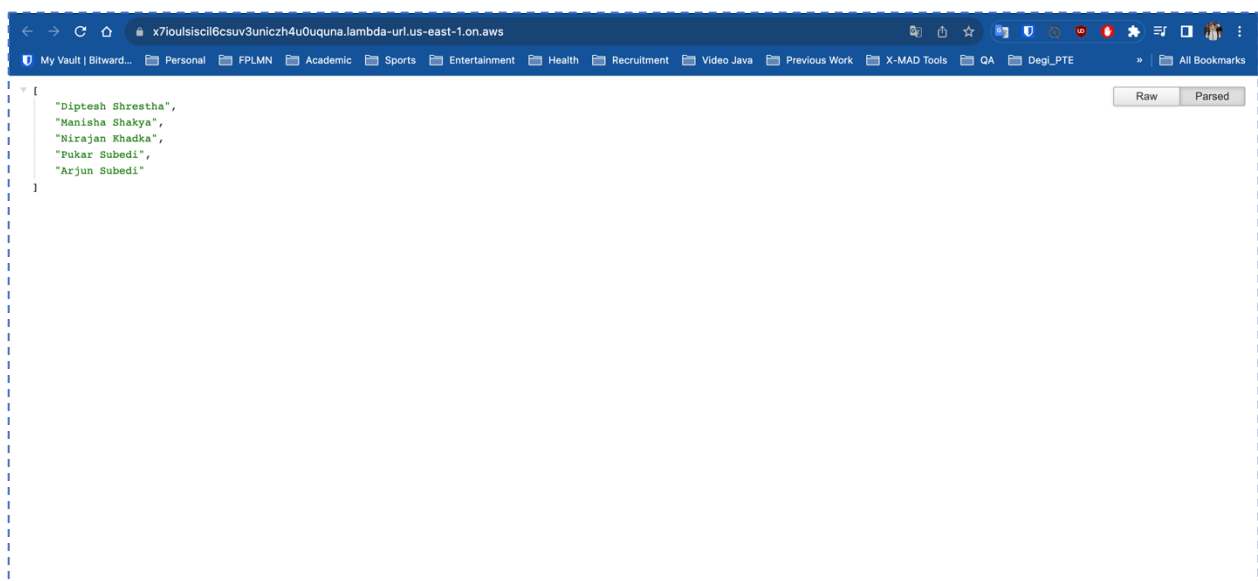 x7ioulsiscil6csuv3uniczh4u0uquna.lambda-url.us-east-1.on.aws
My Vault | Bitward... Personal FPLMN Academic Sports Entertainment Health Recruitment Video Java Previous Work X-MAD Tools QA Degi_PTE » All Bookmarks
Raw Parsed
[
"Diptesh Shrestha",
"Manisha Shakya",
"Nirajan Khadka",
"Pukar Subedi",
"Arjun Subedi"
]